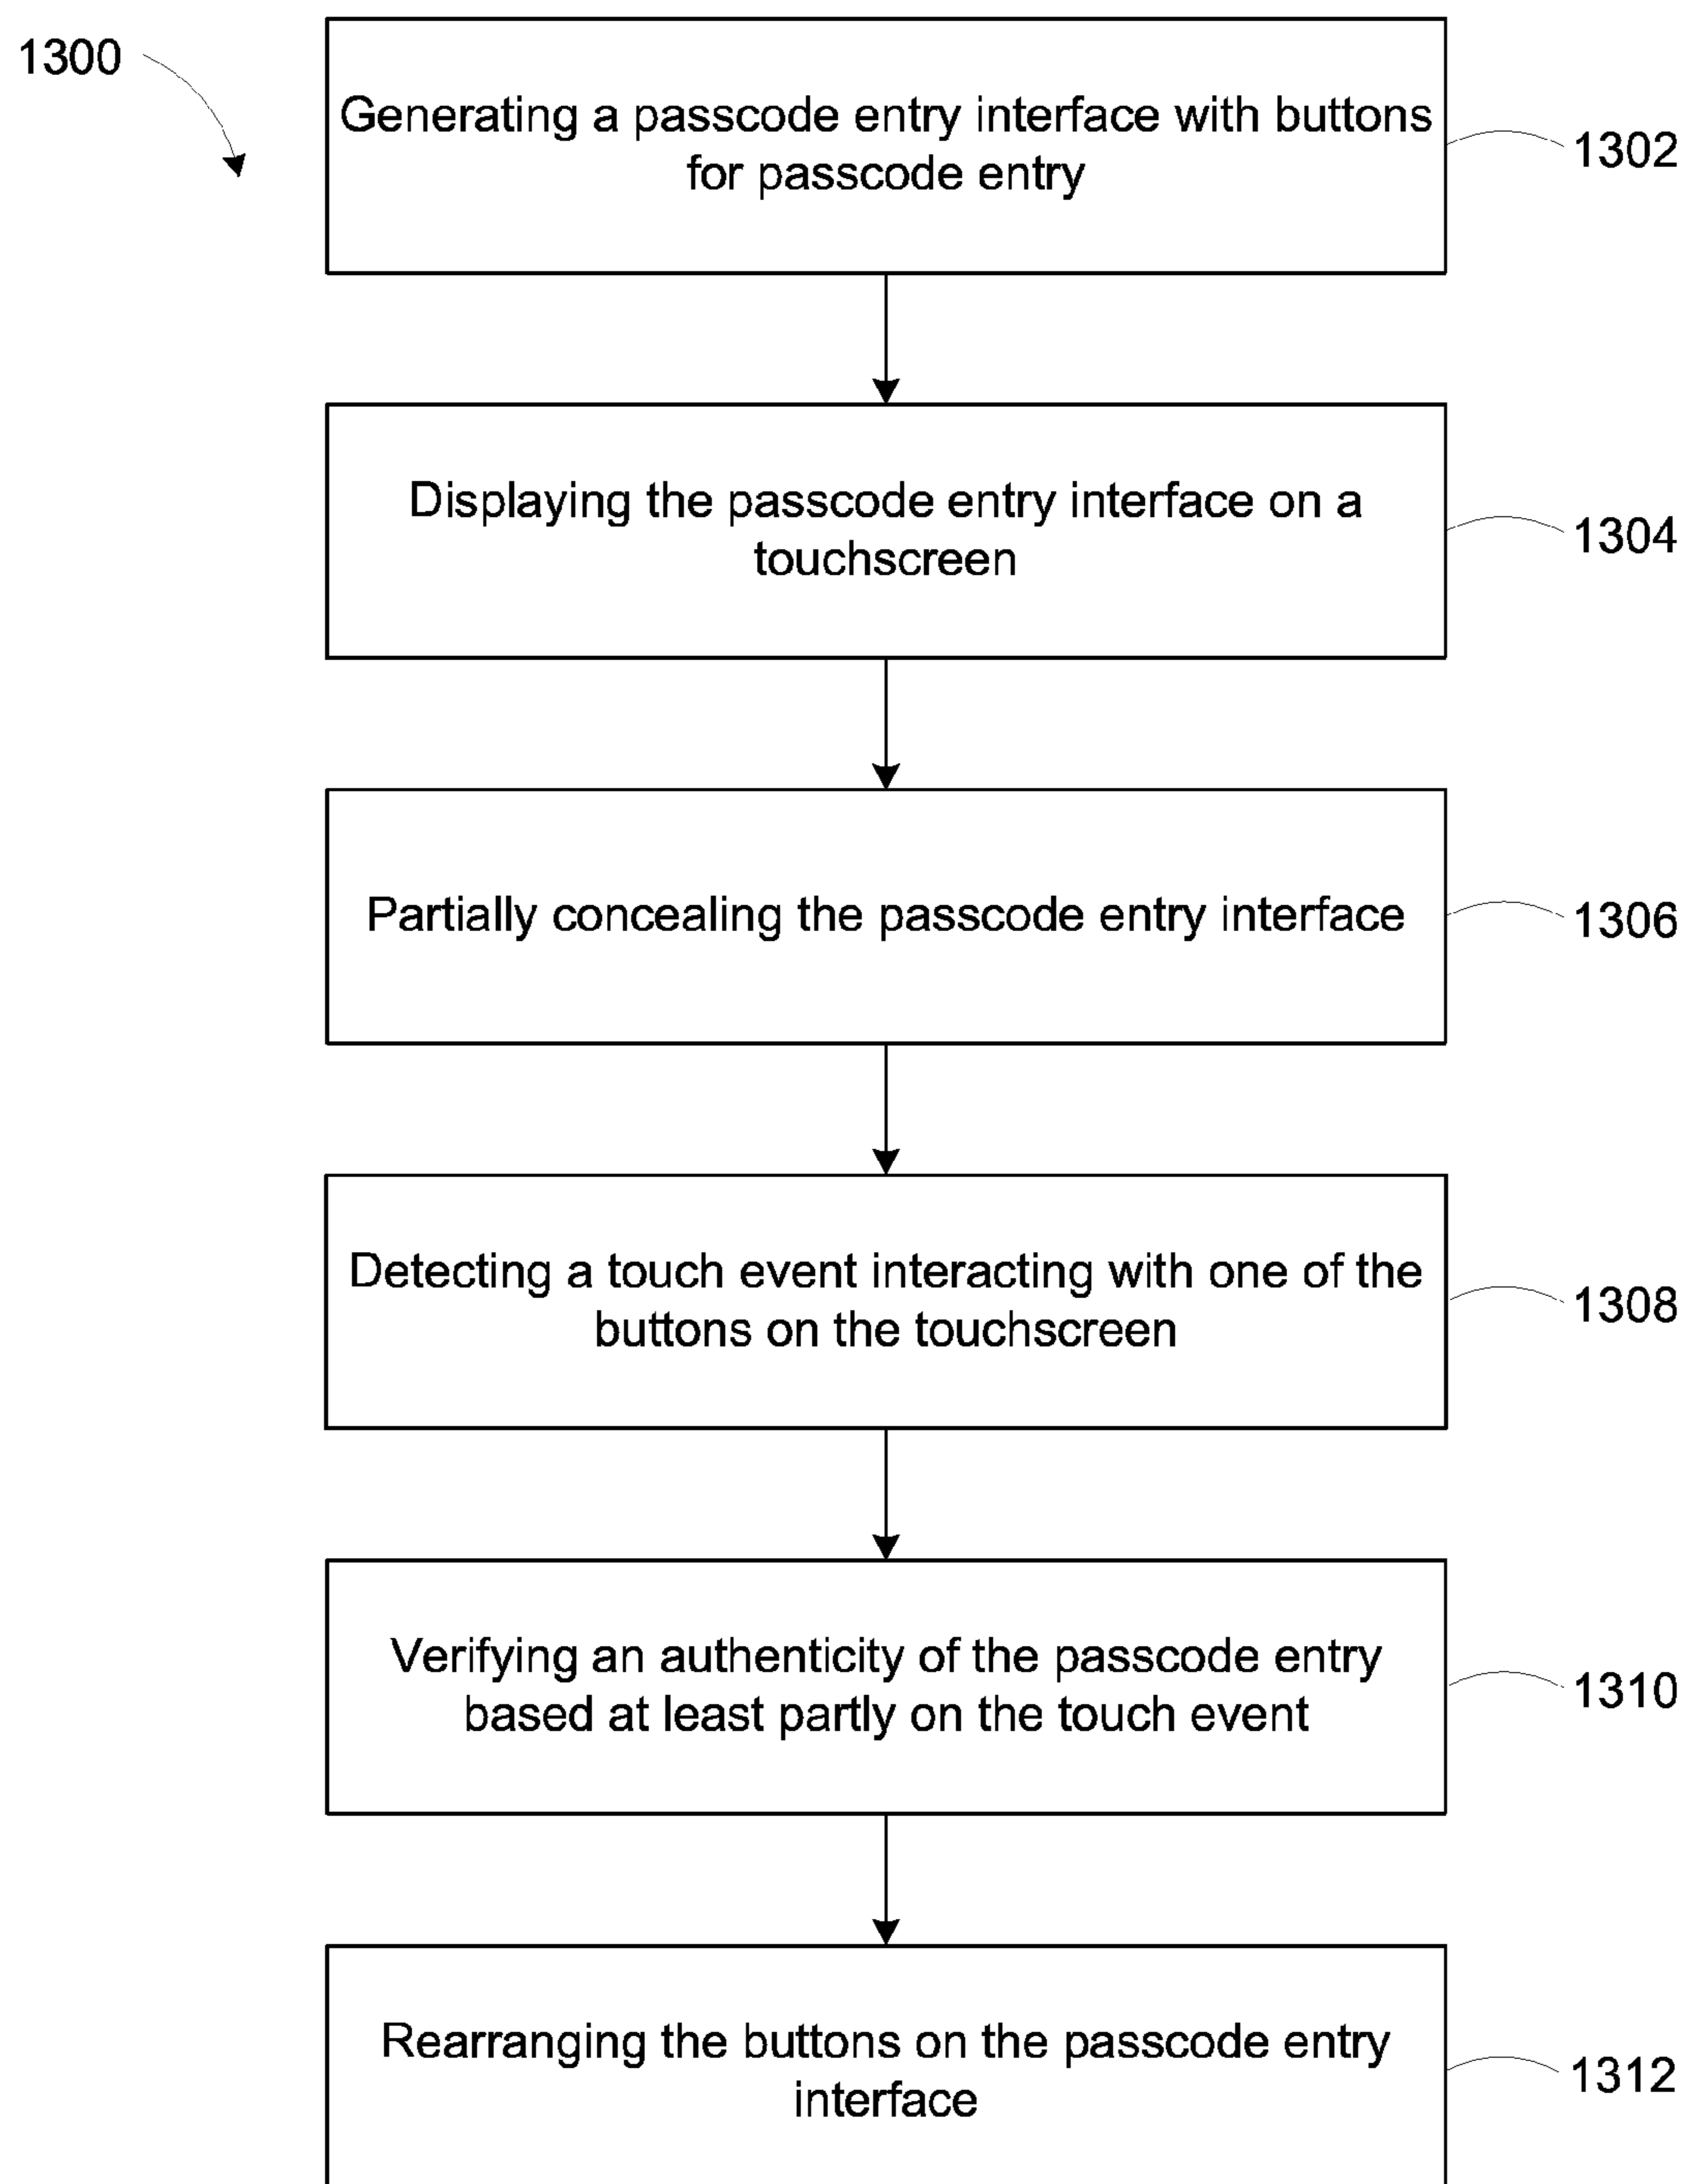 1300
Generating a passcode entry interface with buttons
for passcode entry
1302
Displaying the passcode entry interface on a
touchscreen
1304
Partially concealing the passcode entry interface
1306
Detecting a touch event interacting with one of the
buttons on the touchscreen
1308
Verifying an authenticity of the passcode entry
based at least partly on the touch event
1310
Rearranging the buttons on the passcode entry
interface
1312